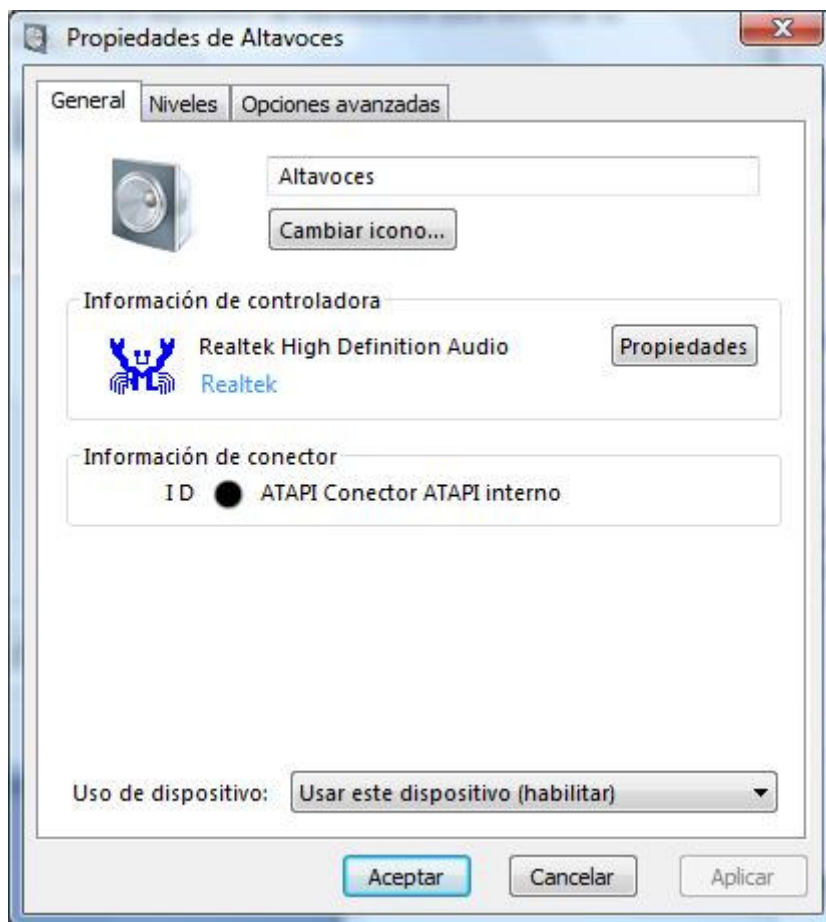 Propiedades de Altavoces
General Niveles Opciones avanzadas
Altavoces
Cambiar icono...
Información de controladora
Realtek High Definition Audio Propiedades
Realtek
Información de conector
I D ATAPI Conector ATAPI interno
Uso de dispositivo: Usar este dispositivo (habilitar)
Aceptar Cancelar Aplicar